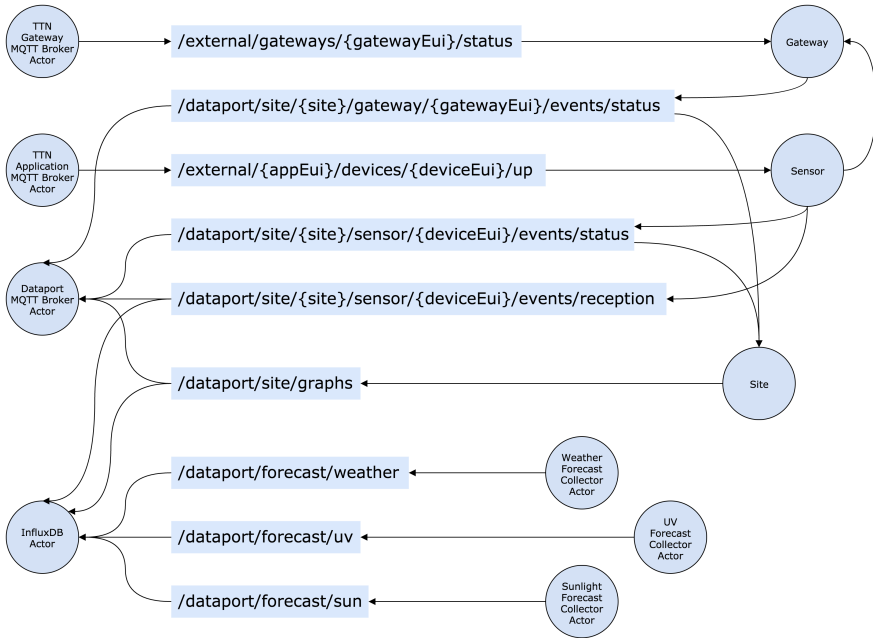 TTN
Gateway
MQTT Broker
Actor
/external/gateways/{gatewayEui}/status
Gateway
/dataport/site/{site}/gateway/{gatewayEui}/events/status
TTN
Application
MQTT Broker
Actor
/external/{appEui}/devices/{deviceEui}/up
Sensor
/dataport/site/{site}/sensor/{deviceEui}/events/status
Dataport
MQTT Broker
Actor
/dataport/site/{site}/sensor/{deviceEui}/events/reception
/dataport/site/graphs
Site
/dataport/forecast/weather
Weather
Forecast
Collector
Actor
InfluxDB
Actor
/dataport/forecast/uv
UV
Forecast
Collector
Actor
/dataport/forecast/sun
Sunlight
Forecast
Collector
Actor